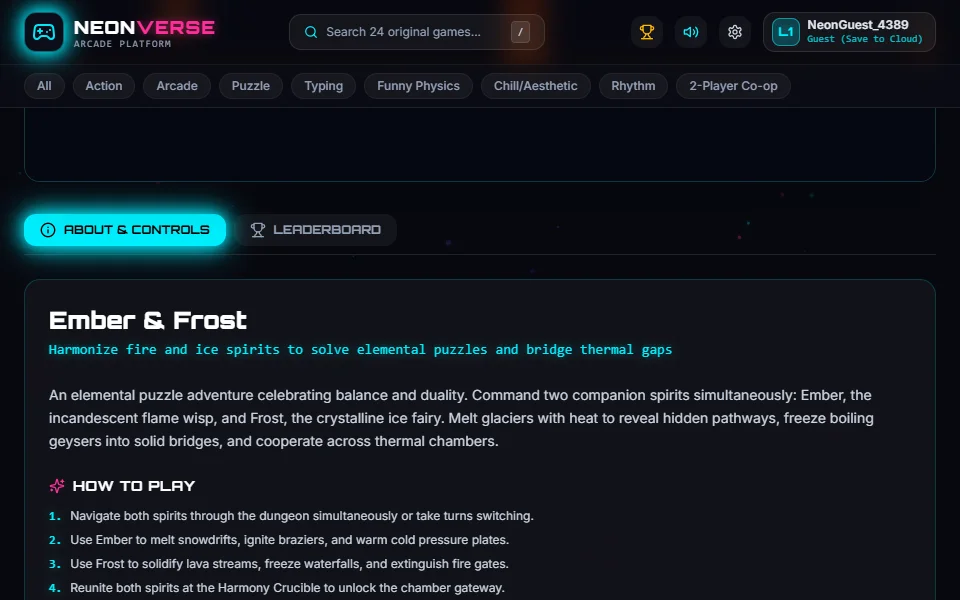 NEONVERSE
ARCADE PLATFORM
Search 24 original games...
/
L1
NeonGuest_4389
Guest (Save to Cloud)
All
Action
Arcade
Puzzle
Typing
Funny Physics
Chill/Aesthetic
Rhythm
2-Player Co-op
ABOUT & CONTROLS
LEADERBOARD
Ember & Frost
Harmonize fire and ice spirits to solve elemental puzzles and bridge thermal gaps
An elemental puzzle adventure celebrating balance and duality. Command two companion spirits simultaneously: Ember, the
incandescent flame wisp, and Frost, the crystalline ice fairy. Melt glaciers with heat to reveal hidden pathways, freeze boiling
geysers into solid bridges, and cooperate across thermal chambers.
HOW TO PLAY
1. Navigate both spirits through the dungeon simultaneously or take turns switching.
2. Use Ember to melt snowdrifts, ignite braziers, and warm cold pressure plates.
3. Use Frost to solidify lava streams, freeze waterfalls, and extinguish fire gates.
4. Reunite both spirits at the Harmony Crucible to unlock the chamber gateway.